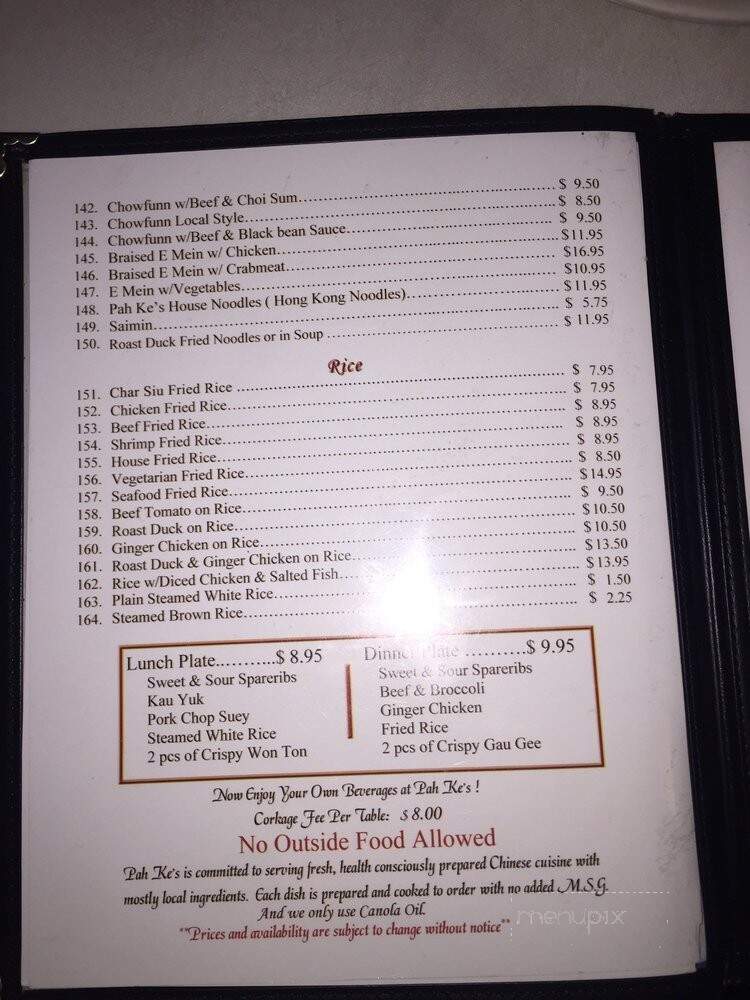 142. Chowfunn w/Beef & Choi Sum........ $ 9.50
143. Chowfunn Local Style........ $ 8.50
144. Chowfunn w/Beef & Black bean Sauce........ $ 9.50
145. Braised E Mein w/ Chicken........ $11.95
146. Braised E Mein w/ Crabmeat........ $16.95
147. E Mein w/Vegetables........ $10.95
148. Pah Ke's House Noodles ( Hong Kong Noodles)........ $11.95
149. Saimin........ $ 5.75
150. Roast Duck Fried Noodles or in Soup ........ $ 11.95
Rice
151. Char Siu Fried Rice ........ $ 7.95
152. Chicken Fried Rice........ $ 7.95
153. Beef Fried Rice........ $ 8.95
154. Shrimp Fried Rice........ $ 8.95
155. House Fried Rice........ $ 8.95
156. Vegetarian Fried Rice........ $ 8.50
157. Seafood Fried Rice........ $14.95
158. Beef Tomato on Rice........ $ 9.50
159. Roast Duck on Rice........ $10.50
160. Ginger Chicken on Rice........ $10.50
161. Roast Duck & Ginger Chicken on Rice........ $13.50
162. Rice w/Diced Chicken & Salted Fish........ $13.95
163. Plain Steamed White Rice........ $ 1.50
164. Steamed Brown Rice........ $ 2.25
Lunch Plate..........$ 8.95
Sweet & Sour Spareribs
Kau Yuk
Pork Chop Suey
Steamed White Rice
2 pcs of Crispy Won Ton
Dinner Plate ..........$ 9.95
Sweet & Sour Spareribs
Beef & Broccoli
Ginger Chicken
Fried Rice
2 pcs of Crispy Gau Gee
Now Enjoy Your Own Beverages at Pah Ke's !
Corkage Fee Per Table: $ 8.00
No Outside Food Allowed
Pah Ke's is committed to serving fresh, health consciously prepared Chinese cuisine with
mostly local ingredients. Each dish is prepared and cooked to order with no added M.S.G.
And we only use Canola Oil.
**Prices and availability are subject to change without notice**
menupix